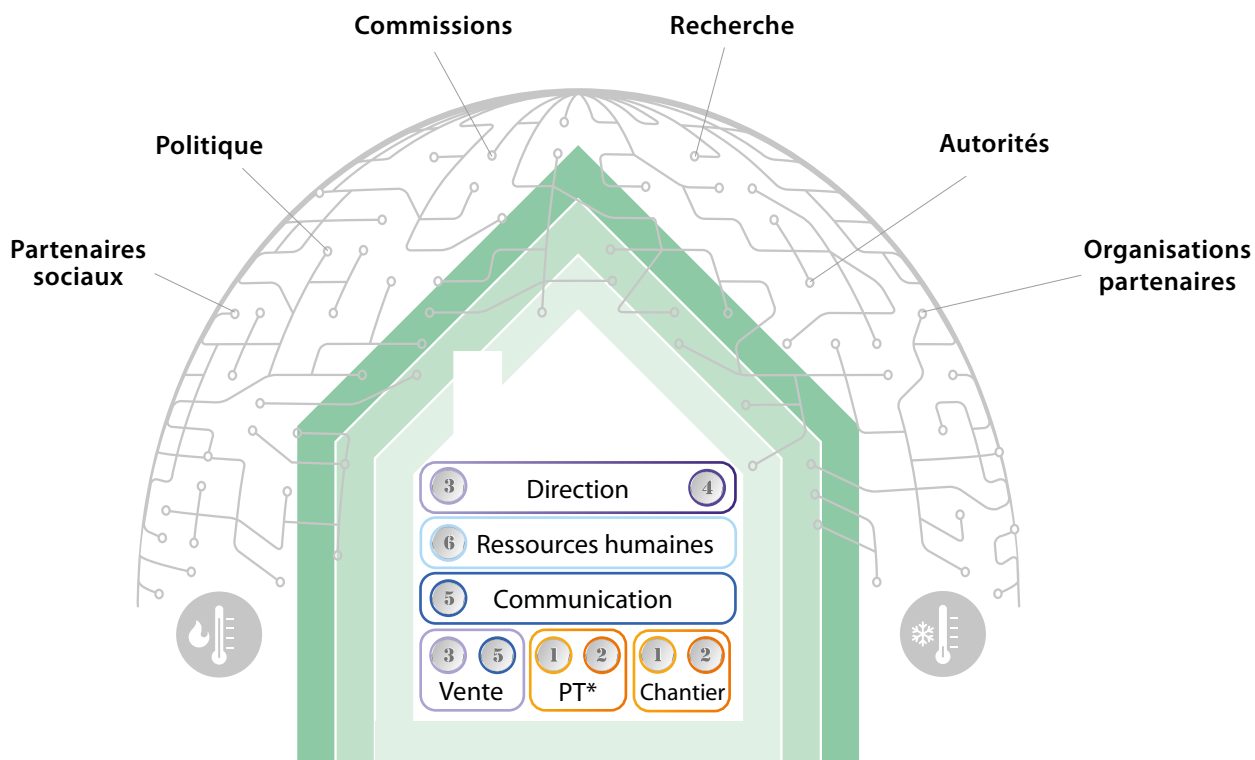 Commissions
Recherche
Politique
Autorités
Partenaires
sociaux
Organisations
partenaires
3 Direction 4
6 Ressources humaines
5 Communication
3 5 1 2 1 2
Vente PT* Chantier